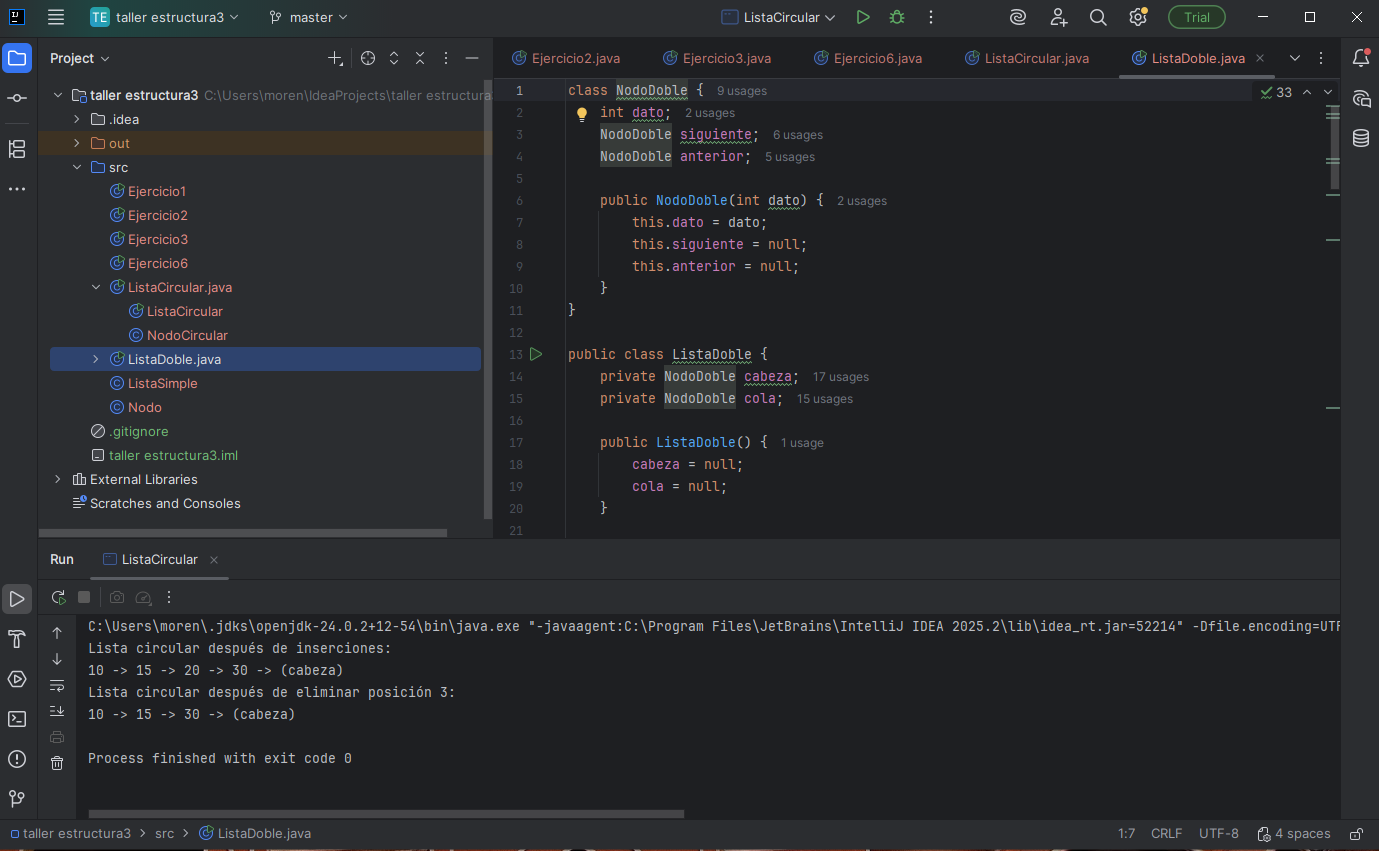 TE taller estructura3 master ListaCircular Trial
Project
Ejercicio2.java Ejercicio3.java Ejercicio6.java ListaCircular.java ListaDoble.java
taller estructura3 C:\Users\moren\IdeaProjects\taller estructura
.idea
out
src
Ejercicio1
Ejercicio2
Ejercicio3
Ejercicio6
ListaCircular.java
ListaCircular
NodoCircular
ListaDoble.java
ListaSimple
Nodo
.gitignore
taller estructura3.iml
External Libraries
Scratches and Consoles
33
1 class NodoDoble { 9 usages
2 int dato; 2 usages
3 NodoDoble siguiente; 6 usages
4 NodoDoble anterior; 5 usages
5
6 public NodoDoble(int dato) { 2 usages
7 this.dato = dato;
8 this.siguiente = null;
9 this.anterior = null;
10 }
11 }
12
13 public class ListaDoble {
14 private NodoDoble cabeza; 17 usages
15 private NodoDoble cola; 15 usages
16
17 public ListaDoble() { 1 usage
18 cabeza = null;
19 cola = null;
20 }
21
Run ListaCircular
C:\Users\moren\.jdks\openjdk-24.0.2+12-54\bin\java.exe "-javaagent:C:\Program Files\JetBrains\IntelliJ IDEA 2025.2\lib\idea_rt.jar=52214" -Dfile.encoding=UTF
Lista circular después de inserciones:
10 -> 15 -> 20 -> 30 -> (cabeza)
Lista circular después de eliminar posición 3:
10 -> 15 -> 30 -> (cabeza)
Process finished with exit code 0
taller estructura3 > src > ListaDoble.java 1:7 CRLF UTF-8 4 spaces